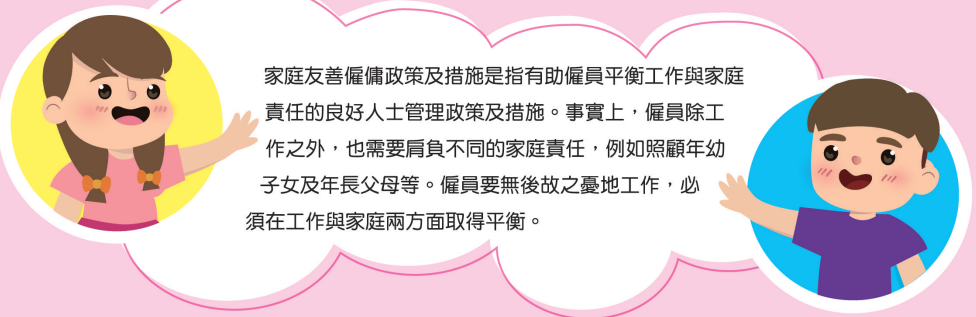 家庭友善僱傭政策及措施是指有助僱員平衡工作與家庭
責任的良好人士管理政策及措施。事實上，僱員除工
作之外，也需要肩負不同的家庭責任，例如照顧年幼
子女及年長父母等。僱員要無後故之憂地工作，必
須在工作與家庭兩方面取得平衡。